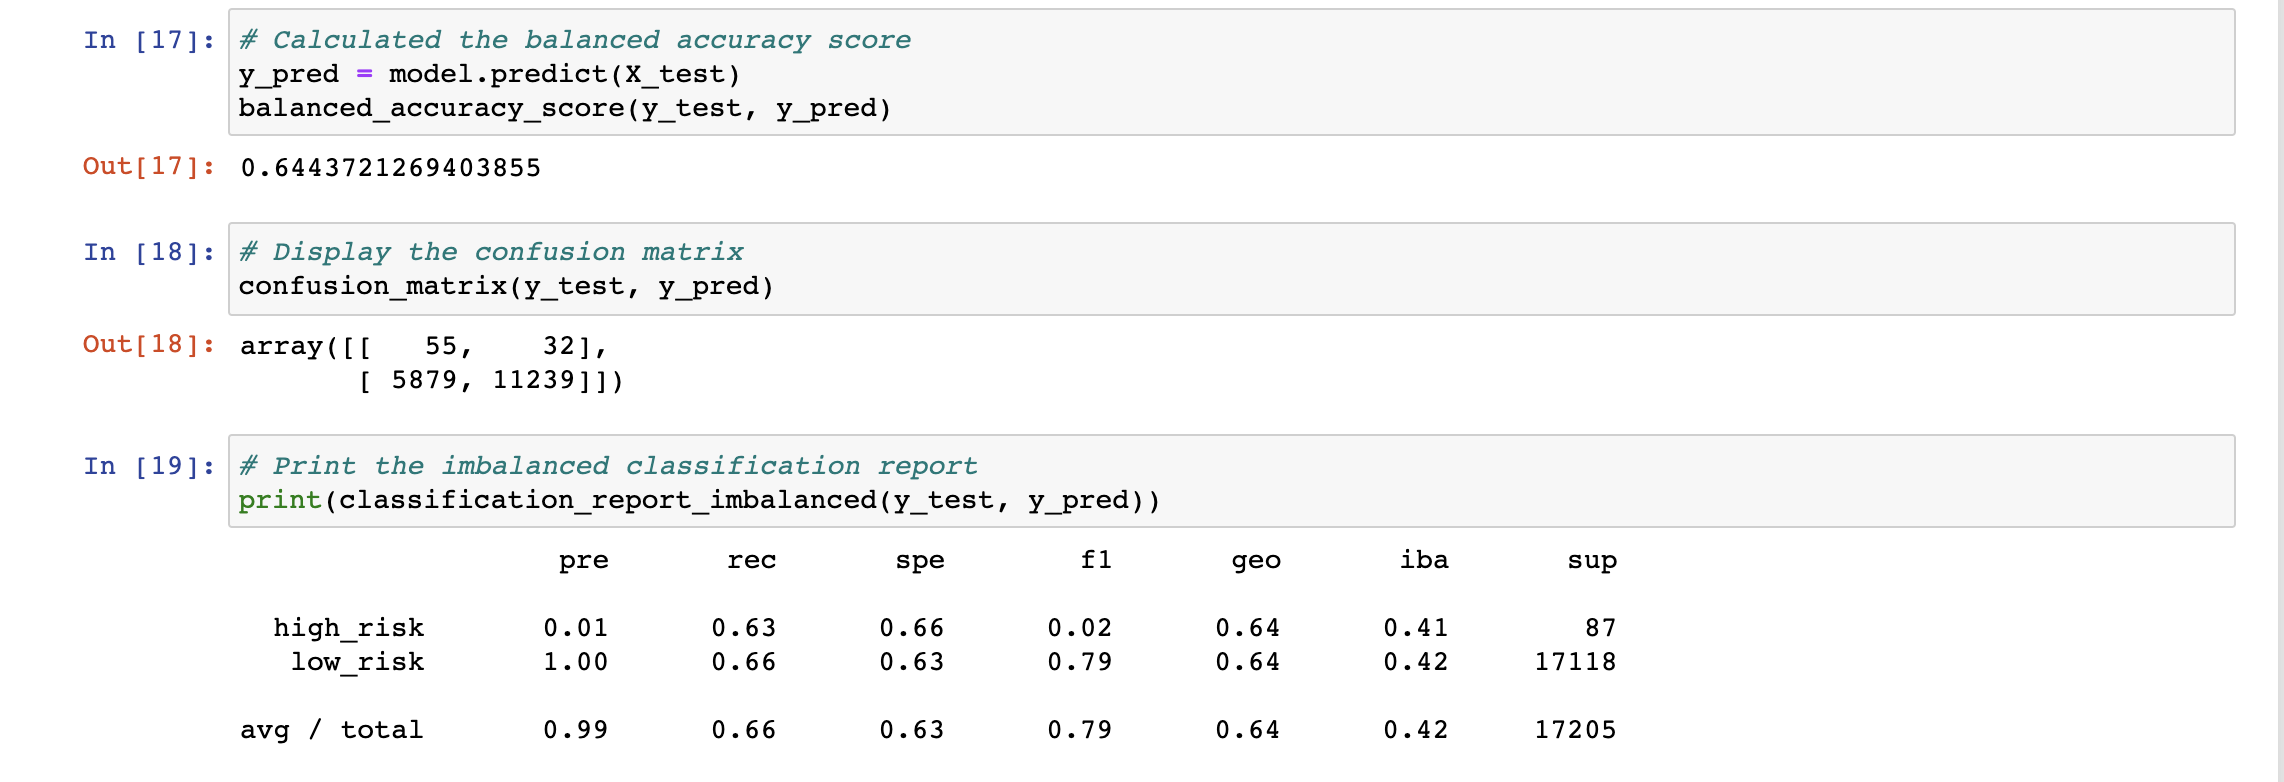 In [17]: # Calculated the balanced accuracy score
y_pred = model.predict(X_test)
balanced_accuracy_score(y_test, y_pred)
Out[17]: 0.6443721269403855
In [18]: # Display the confusion matrix
confusion_matrix(y_test, y_pred)
Out[18]: array([[   55,    32],
       [ 5879, 11239]])
In [19]: # Print the imbalanced classification report
print(classification_report_imbalanced(y_test, y_pred))
                   pre       rec       spe        f1       geo       iba       sup
  high_risk       0.01      0.63      0.66      0.02      0.64      0.41        87
   low_risk       1.00      0.66      0.63      0.79      0.64      0.42     17118
avg / total       0.99      0.66      0.63      0.79      0.64      0.42     17205